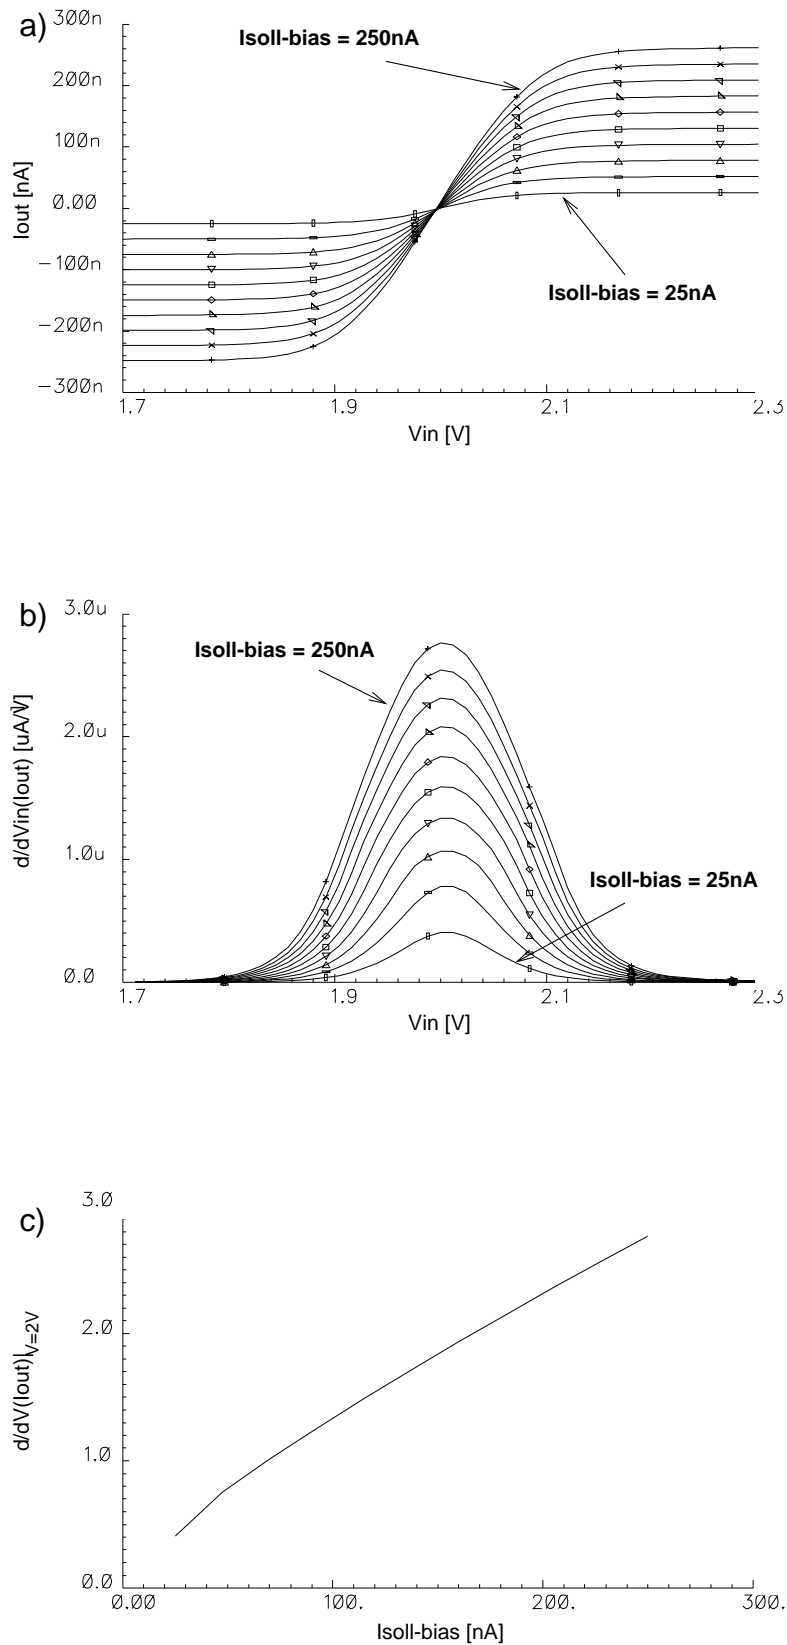 a)
300n
Isoll-bias = 250nA
200n
100n
0.00
-100n
-200n
-300n
Iout [nA]
Isoll-bias = 25nA
1.7 1.9 2.1 2.3
Vin [V]
b)
3.0u
Isoll-bias = 250nA
2.0u
1.0u
0.0
d/dVin(Iout) [uA/V]
Isoll-bias = 25nA
1.7 1.9 2.1 2.3
Vin [V]
c)
3.0
2.0
1.0
0.0
d/dV(Iout)|V=2V
0.00 100. 200. 300.
Isoll-bias [nA]